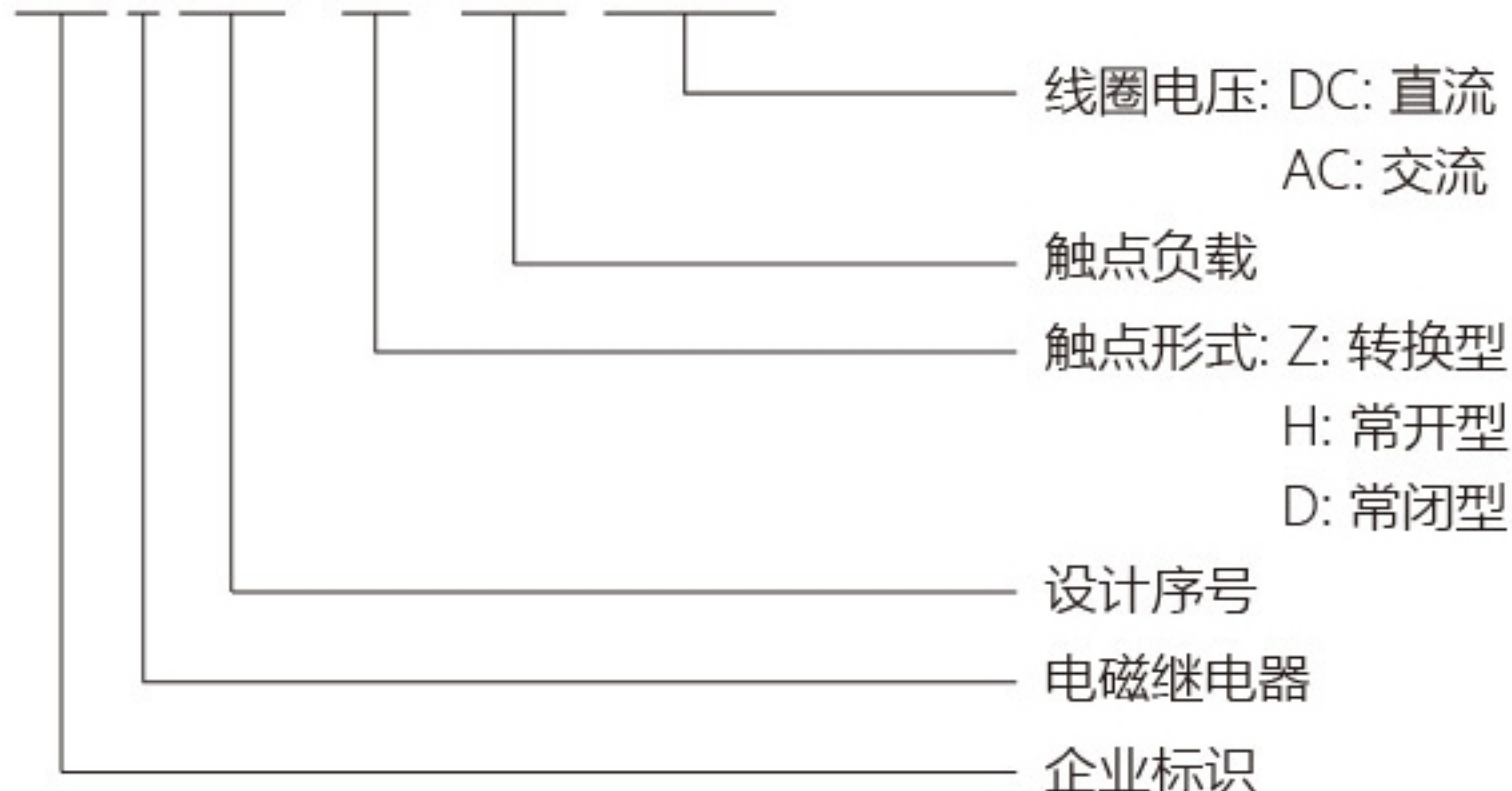 线圈电压: DC: 直流
AC: 交流
触点负载
触点形式: Z: 转换型
H: 常开型
D: 常闭型
设计序号
电磁继电器
企业标识